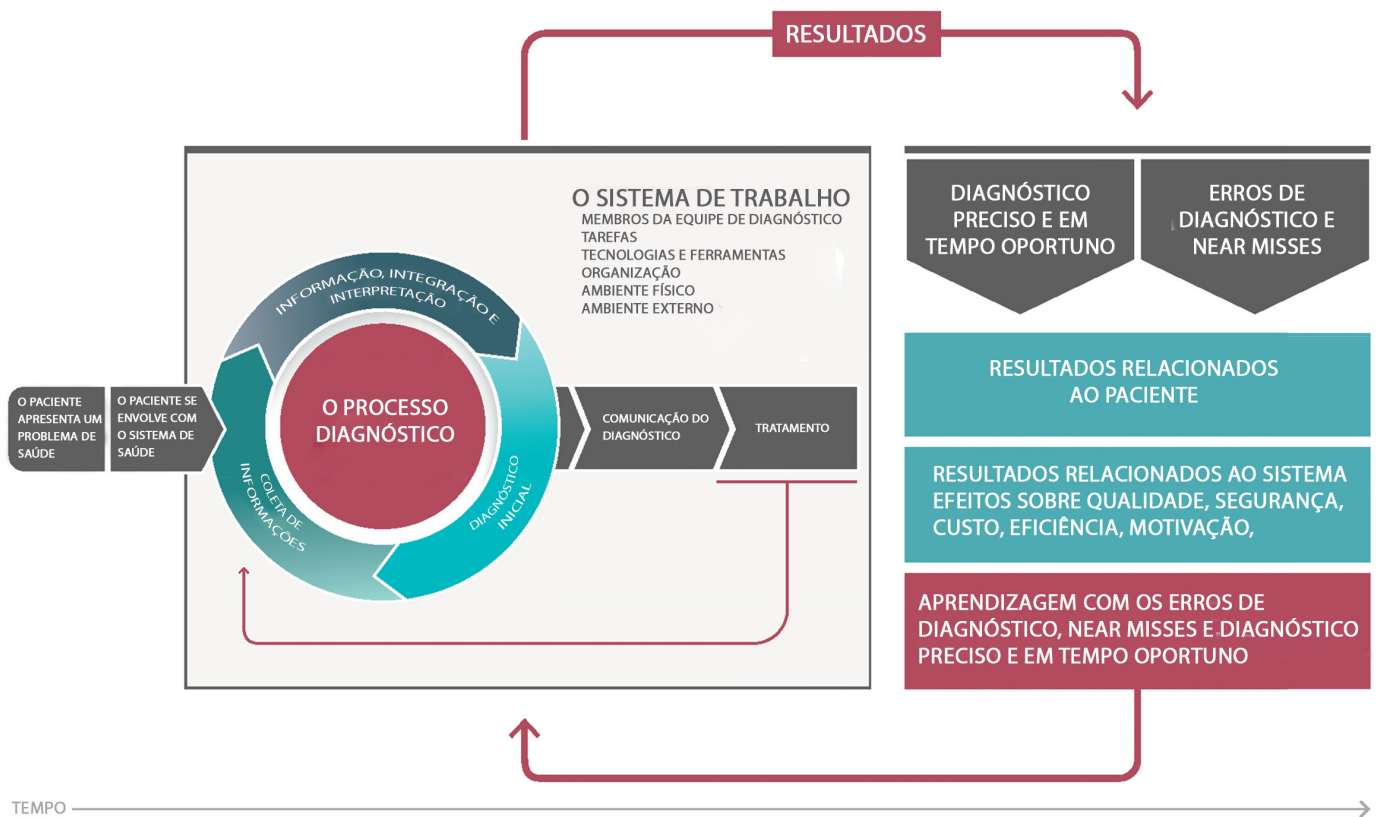 RESULTADOS
O SISTEMA DE TRABALHO
MEMBROS DA EQUIPE DE DIAGNÓSTICO
TAREFAS
TECNOLOGIAS E FERRAMENTAS
ORGANIZAÇÃO
AMBIENTE FÍSICO
AMBIENTE EXTERNO
O PACIENTE
APRESENTA UM
PROBLEMA DE
SAÚDE
O PACIENTE SE
ENVOLVE COM
O SISTEMA DE
SAÚDE
COLETA DE
INFORMAÇÕES
INFORMAÇÃO, INTEGRAÇÃO E
INTERPRETAÇÃO
DIAGNÓSTICO
INICIAL
O PROCESSO
DIAGNÓSTICO
COMUNICAÇÃO DO
DIAGNÓSTICO
TRATAMENTO
DIAGNÓSTICO
PRECISO E EM
TEMPO OPORTUNO
ERROS DE
DIAGNÓSTICO E
NEAR MISSES
RESULTADOS RELACIONADOS
AO PACIENTE
RESULTADOS RELACIONADOS AO SISTEMA
EFEITOS SOBRE QUALIDADE, SEGURANÇA,
CUSTO, EFICIÊNCIA, MOTIVAÇÃO,
APRENDIZAGEM COM OS ERROS DE
DIAGNÓSTICO, NEAR MISSES E DIAGNÓSTICO
PRECISO E EM TEMPO OPORTUNO
TEMPO